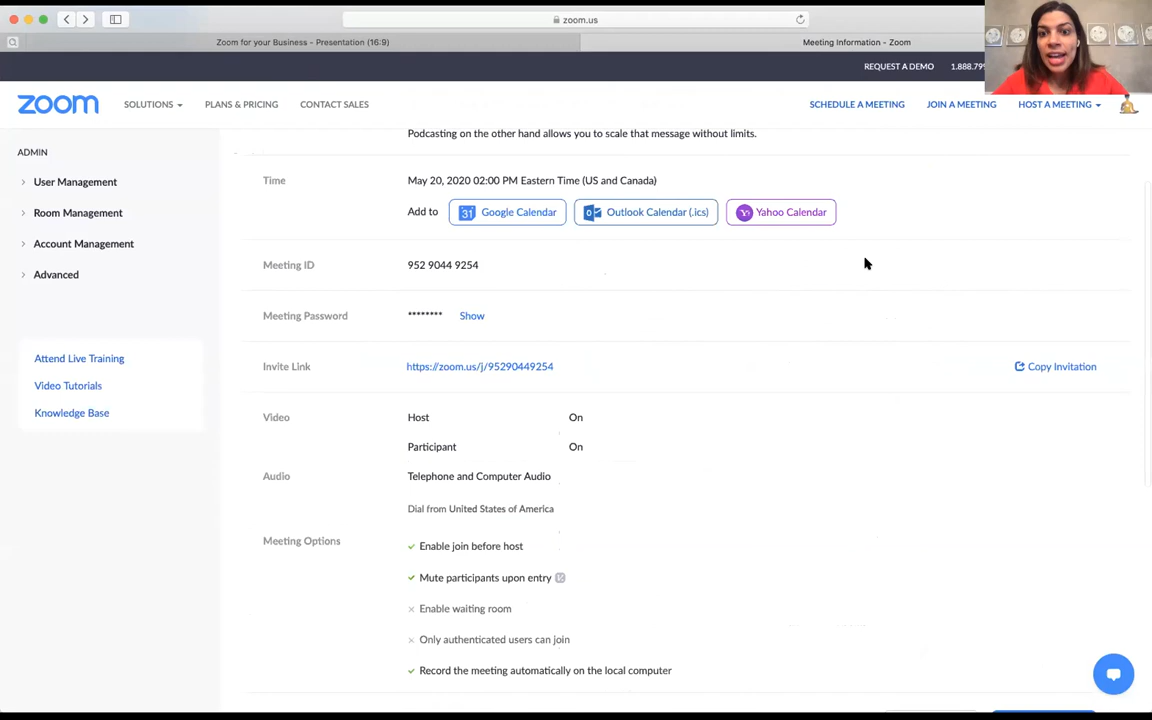 zoom.us
Zoom for your Business - Presentation (16:9)
Meeting Information - Zoom
REQUEST A DEMO
zoom
SOLUTIONS
PLANS & PRICING
CONTACT SALES
SCHEDULE A MEETING
JOIN A MEETING
HOST A MEETING
ADMIN
User Management
Room Management
Account Management
Advanced
Attend Live Training
Video Tutorials
Knowledge Base
Podcasting on the other hand allows you to scale that message without limits.
Time
May 20, 2020 02:00 PM Eastern Time (US and Canada)
Add to
31 Google Calendar
Outlook Calendar (.ics)
Yahoo Calendar
Meeting ID
952 9044 9254
Meeting Password
******** Show
Invite Link
https://zoom.us/j/95290449254
Copy Invitation
Video
Host On
Participant On
Audio
Telephone and Computer Audio
Dial from United States of America
Meeting Options
Enable join before host
Mute participants upon entry
Enable waiting room
Only authenticated users can join
Record the meeting automatically on the local computer